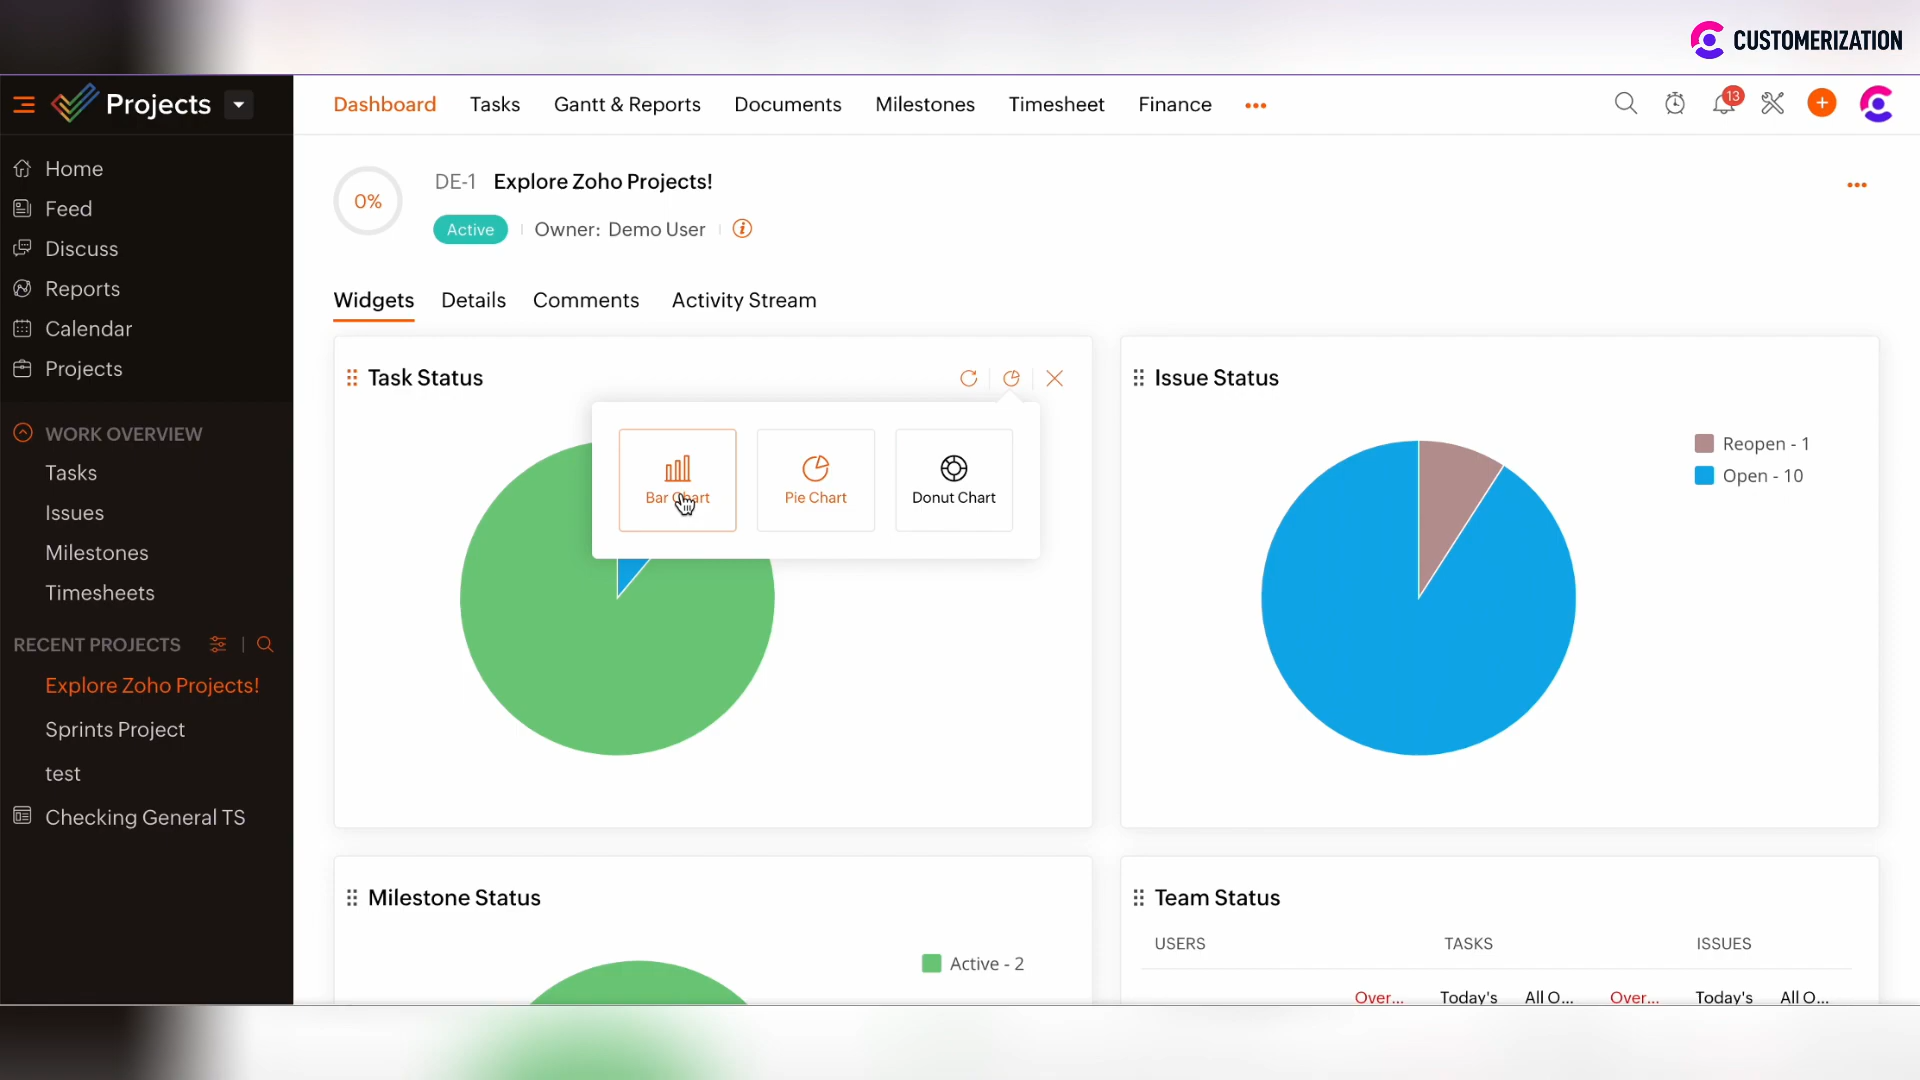 CUSTOMERIZATION
Projects
Dashboard Tasks Gantt & Reports Documents Milestones Timesheet Finance
13
Home
Feed
Discuss
Reports
Calendar
Projects
WORK OVERVIEW
Tasks
Issues
Milestones
Timesheets
RECENT PROJECTS
Explore Zoho Projects!
Sprints Project
test
Checking General TS
0%
DE-1 Explore Zoho Projects!
Active Owner: Demo User
Widgets Details Comments Activity Stream
Task Status
Bar Chart Pie Chart Donut Chart
Issue Status
Reopen - 1
Open - 10
Milestone Status
Active - 2
Team Status
USERS TASKS ISSUES
Over... Today's All O... Over... Today's All O...